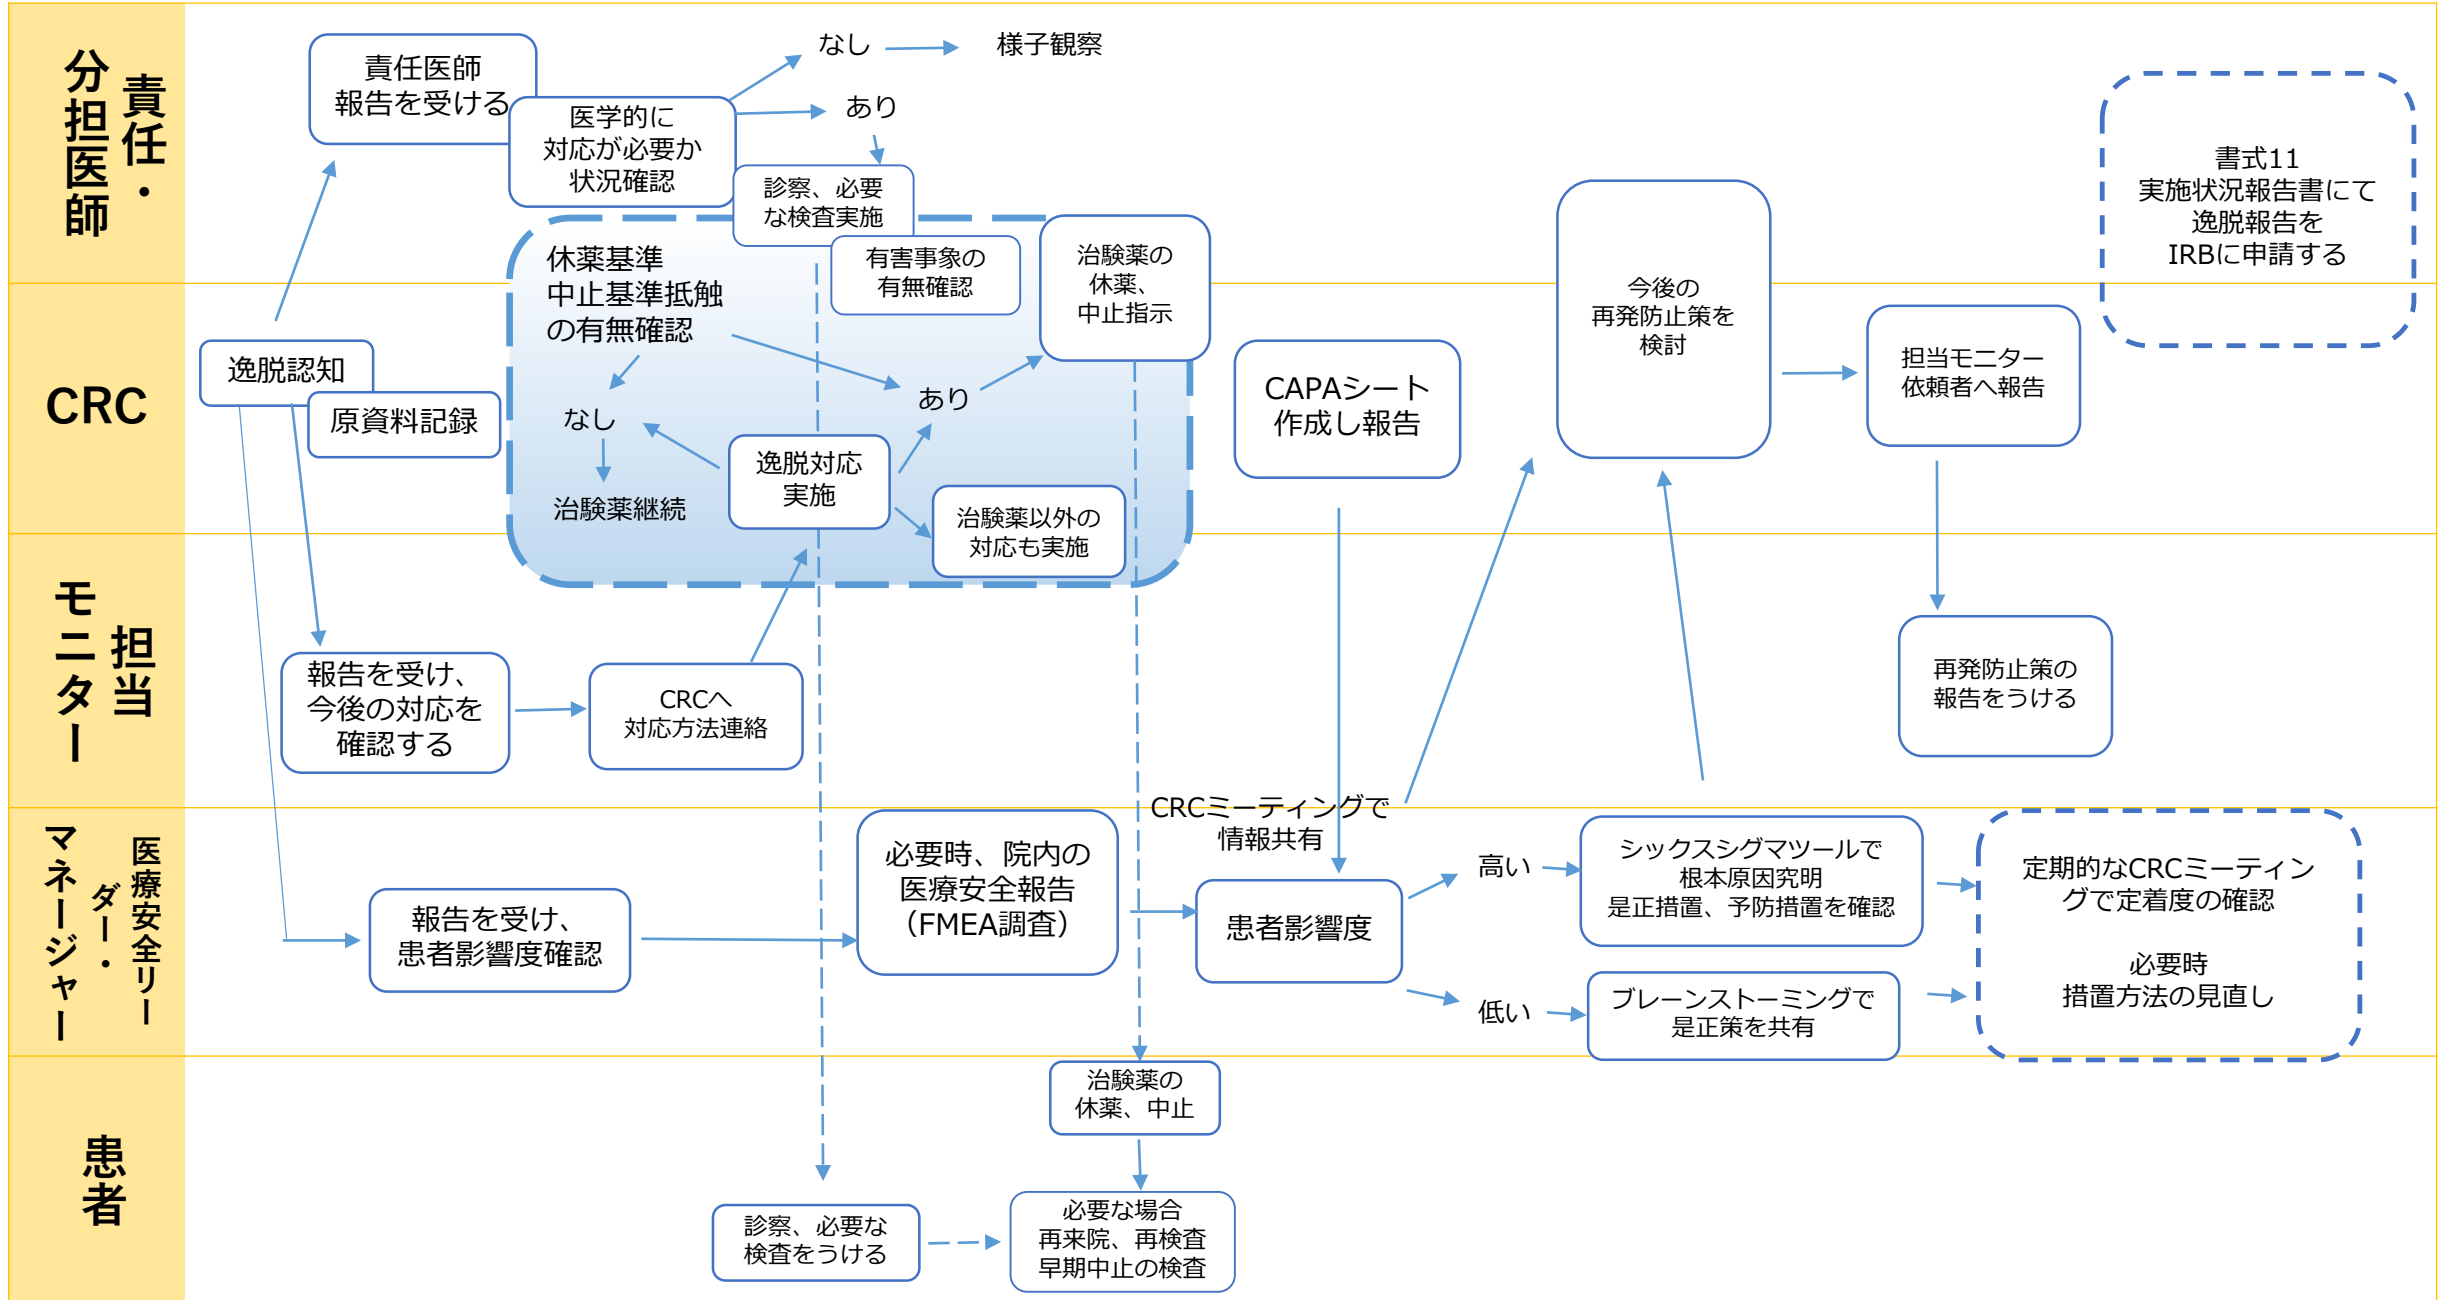 責任・
分担医師
責任医師
報告を受ける
医学的に
対応が必要か
状況確認
なし
様子観察
あり
診察、必要
な検査実施
有害事象の
有無確認
休薬基準
中止基準抵触
の有無確認
治験薬の
休薬、
中止指示
書式11
実施状況報告書にて
逸脱報告を
IRBに申請する
CRC
逸脱認知
原資料記録
なし
あり
治験薬継続
逸脱対応
実施
治験薬以外の
対応も実施
CAPAシート
作成し報告
今後の
再発防止策を
検討
担当モニター
依頼者へ報告
担当
モニター
報告を受け、
今後の対応を
確認する
CRCへ
対応方法連絡
再発防止策の
報告をうける
医療安全リー
ダー・
マネージャー
報告を受け、
患者影響度確認
必要時、院内の
医療安全報告
（FMEA調査）
CRCミーティングで
情報共有
患者影響度
高い
低い
シックスシグマツールで
根本原因究明
是正措置、予防措置を確認
ブレーンストーミングで
是正策を共有
定期的なCRCミーティン
グで定着度の確認
必要時
措置方法の見直し
患者
治験薬の
休薬、中止
診察、必要な
検査をうける
必要な場合
再来院、再検査
早期中止の検査